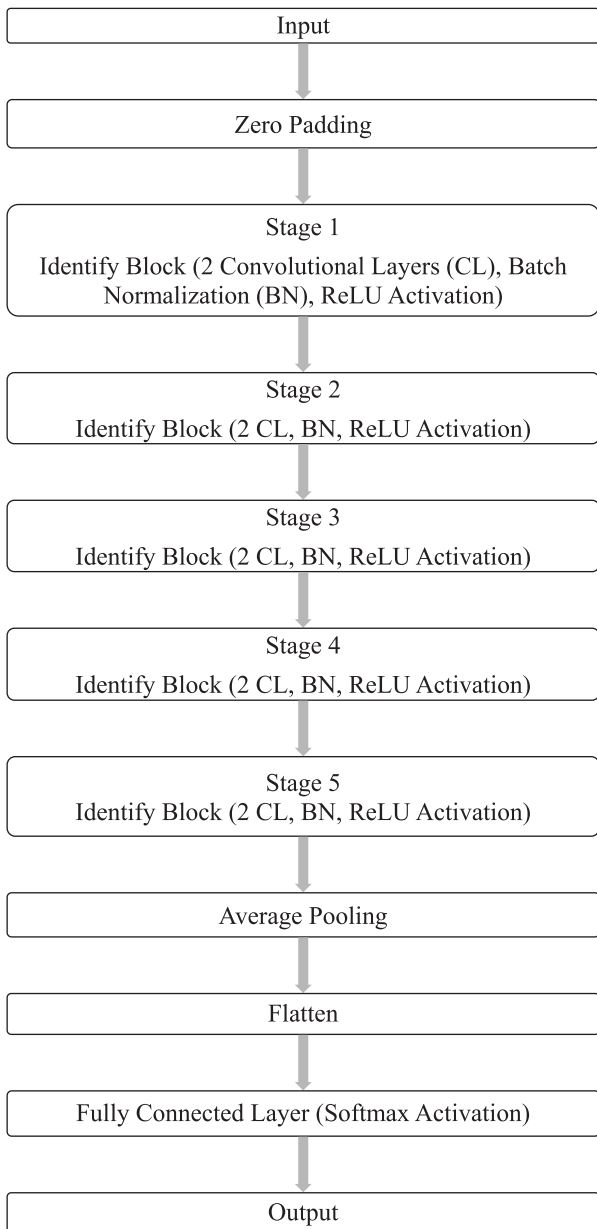 Input
Zero Padding
Stage 1
Identify Block (2 Convolutional Layers (CL), Batch
Normalization (BN), ReLU Activation)
Stage 2
Identify Block (2 CL, BN, ReLU Activation)
Stage 3
Identify Block (2 CL, BN, ReLU Activation)
Stage 4
Identify Block (2 CL, BN, ReLU Activation)
Stage 5
Identify Block (2 CL, BN, ReLU Activation)
Average Pooling
Flatten
Fully Connected Layer (Softmax Activation)
Output